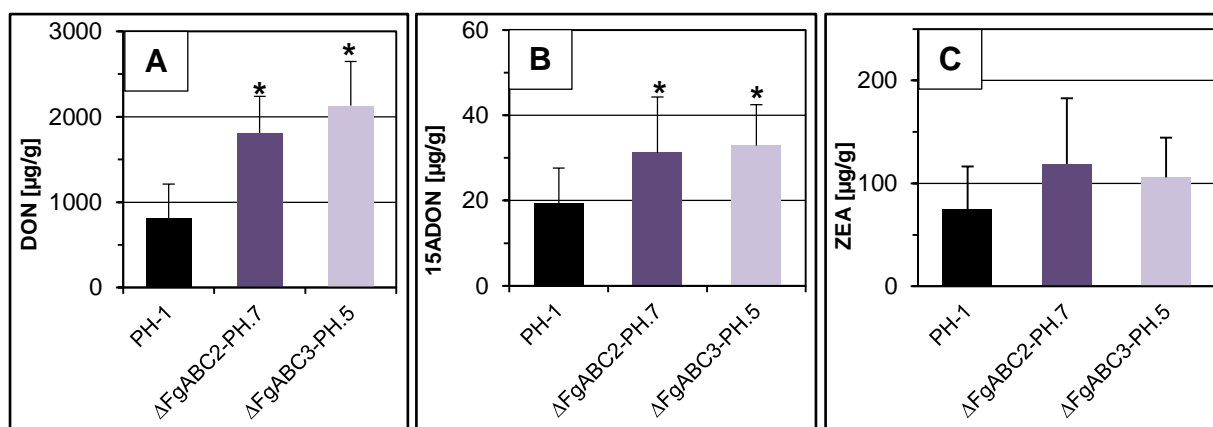 A
DON [µg/g]
3000
2000
1000
0
*
*
PH-1
ΔFgABC2-PH.7
ΔFgABC3-PH.5
B
15ADON [µg/g]
60
40
20
0
*
*
PH-1
ΔFgABC2-PH.7
ΔFgABC3-PH.5
C
ZEA [µg/g]
200
100
0
PH-1
ΔFgABC2-PH.7
ΔFgABC3-PH.5